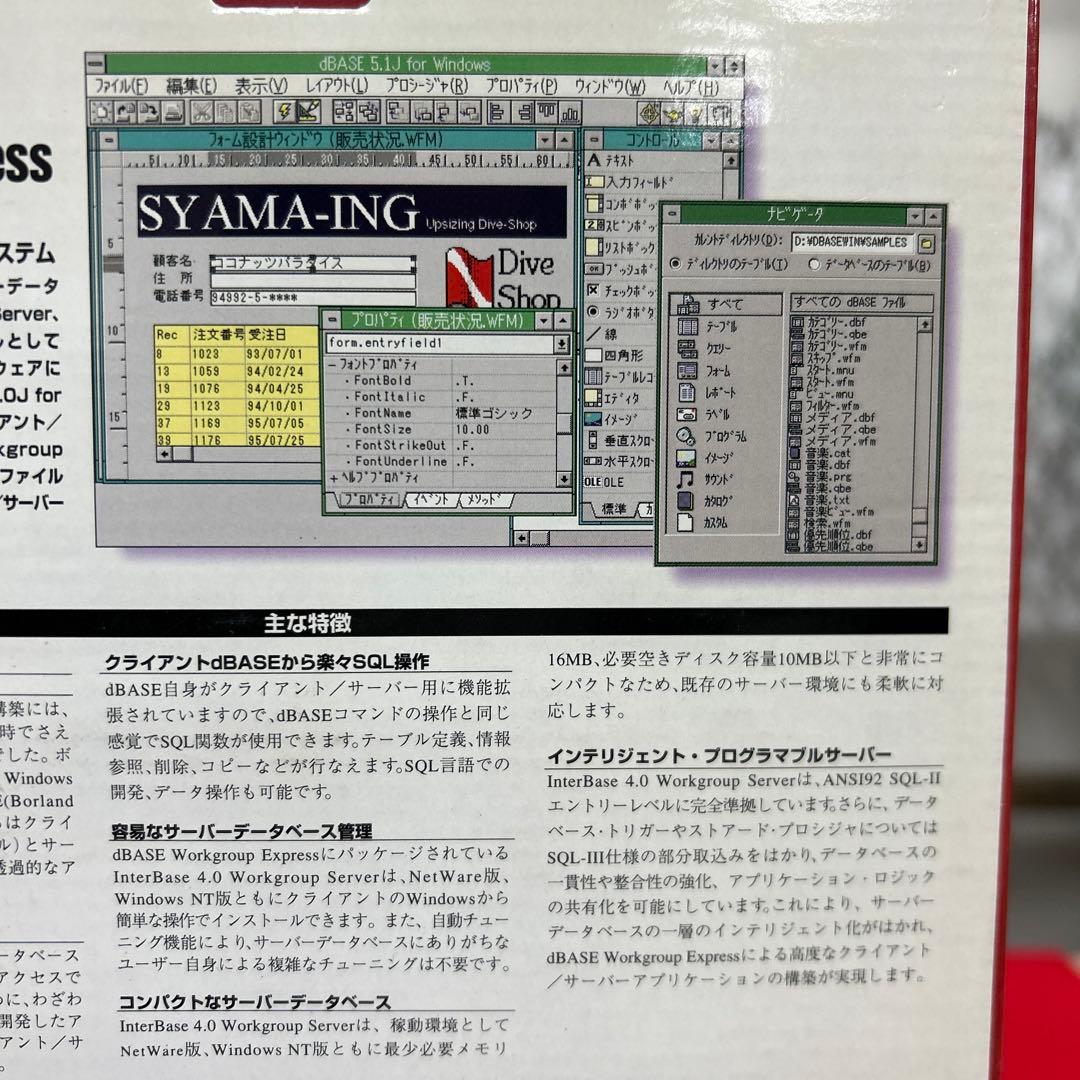 ess
ステム
ーデータ
Server、
ンとして
ウェアに
.0J for
アント／
kgroup
ファイル
／サーバー
dBASE 5.1J for Windows
ファイル(F) 編集(E) 表示(V) レイアウト(L) プロシージャ(R) プロパティ(P) ウィンドウ(W) ヘルプ(H)
フォーム設計ウィンドウ (販売状況.WFM)
SYAMA-ING Upsizing Dive-Shop
顧客名 ココナッツパラダイス
住 所
電話番号 94992-5-****
Dive
Shop
Rec 注文番号 受注日
8 1023 93/07/01
13 1059 94/02/24
19 1076 94/04/25
29 1123 94/10/01
37 1169 95/07/05
39 1176 95/07/25
プロパティ (販売状況.WFM)
form.entryfield1
－フォントプロパティ
・FontBold .T.
・FontItalic .F.
・FontName 標準ゴシック
・FontSize 10.00
・FontStrikeOut .F.
・FontUnderline .F.
＋ヘルププロパティ
プロパティ イベント メソッド
コントロール
テキスト
入力フィールド
コンボボッ
スピンボッ
リストボック
プッシュボ
チェックボッ
ラジオボタ
線
四角形
テーブルレコ
エディタ
イメージ
垂直スクロ
水平スクロ
OLE OLE
標準
ナビゲータ
カレントディレクトリ(D): D:¥DBASEWIN¥SAMPLES
ディレクトリのテーブル(I) データベースのテーブル(B)
すべて
テーブル
クエリー
フォーム
レポート
ラベル
プログラム
イメージ
サウンド
カタログ
カスタム
すべての dBASE ファイル
カテゴリー.dbf
カテゴリー.qbe
カテゴリー.wfm
スキップ.wfm
スタート.mnu
スタート.wfm
ビュー.mnu
フィルター.wfm
メディア.dbf
メディア.qbe
メディア.wfm
音楽.cat
音楽.dbf
音楽.prg
音楽.qbe
音楽.txt
音楽ビュー.wfm
検索.wfm
優先順位.dbf
優先順位.qbe
主な特徴
構築には、
時でさえ
でした。ボ
Windows
E(Borland
らはクライ
ル)とサー
透過的なア
ータベース
アクセスで
めに、わざわ
開発したア
アント／サ
。
クライアントdBASEから楽々SQL操作
dBASE自身がクライアント／サーバー用に機能拡
張されていますので、dBASEコマンドの操作と同じ
感覚でSQL関数が使用できます。テーブル定義、情報
参照、削除、コピーなどが行なえます。SQL言語での
開発、データ操作も可能です。
容易なサーバーデータベース管理
dBASE Workgroup Expressにパッケージされている
InterBase 4.0 Workgroup Serverは、NetWare版、
Windows NT版ともにクライアントのWindowsから
簡単な操作でインストールできます。また、自動チュー
ニング機能により、サーバーデータベースにありがちな
ユーザー自身による複雑なチューニングは不要です。
コンパクトなサーバーデータベース
InterBase 4.0 Workgroup Serverは、稼動環境として
NetWare版、Windows NT版ともに最少必要メモリ
16MB、必要空きディスク容量10MB以下と非常にコ
ンパクトなため、既存のサーバー環境にも柔軟に対
応します。
インテリジェント・プログラマブルサーバー
InterBase 4.0 Workgroup Serverは、ANSI92 SQL-II
エントリーレベルに完全準拠しています。さらに、データ
ベース・トリガーやストアード・プロシジャについては
SQL-III仕様の部分取込みをはかり、データベースの
一貫性や整合性の強化、アプリケーション・ロジック
の共有化を可能にしています。これにより、サーバー
データベースの一層のインテリジェント化がはかれ、
dBASE Workgroup Expressによる高度なクライアント
／サーバーアプリケーションの構築が実現します。